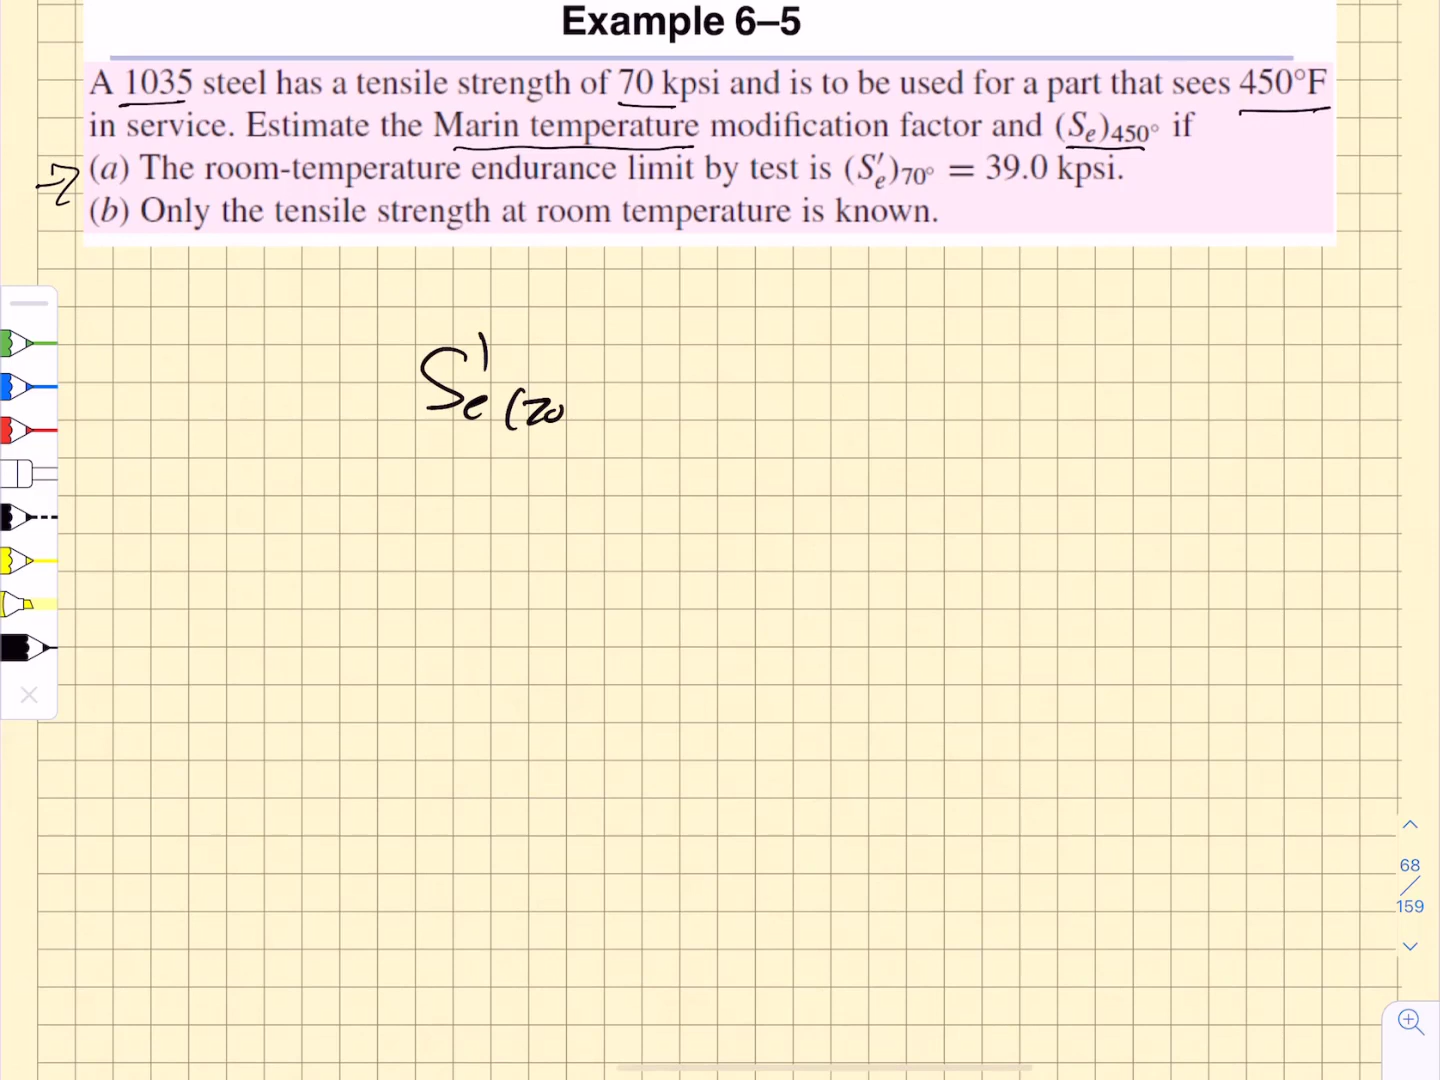 Example 6–5
A 1035 steel has a tensile strength of 70 kpsi and is to be used for a part that sees 450°F
in service. Estimate the Marin temperature modification factor and (Se)450° if
(a) The room-temperature endurance limit by test is (S′e)70° = 39.0 kpsi.
(b) Only the tensile strength at room temperature is known.
Se' (70
68
159